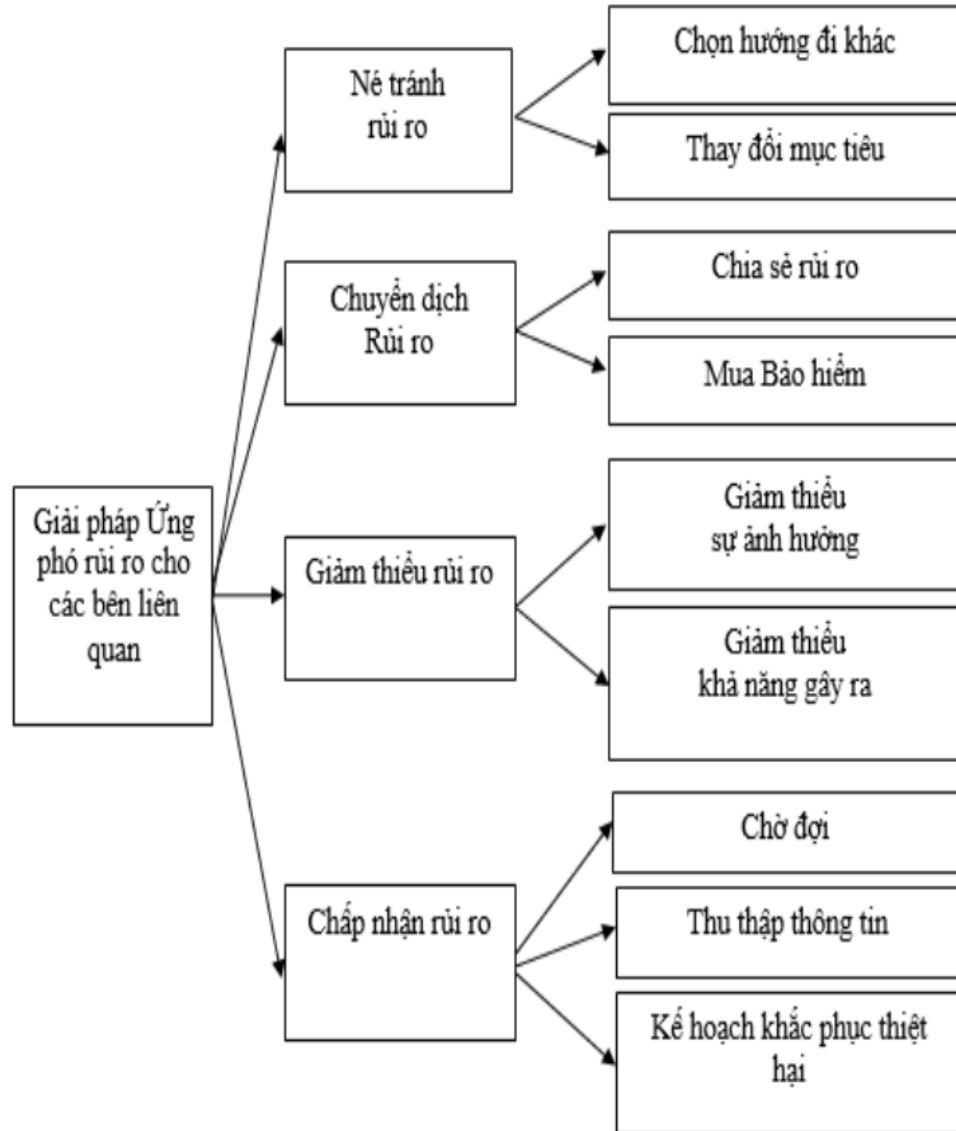 Chọn hướng đi khác
Né tránh
rủi ro
Thay đổi mục tiêu
Chia sẻ rủi ro
Chuyển dịch
Rủi ro
Mua Bảo hiểm
Giảm thiểu
sự ảnh hưởng
Giải pháp Ứng
phó rủi ro cho
các bên liên
quan
Giảm thiểu rủi ro
Giảm thiểu
khả năng gây ra
Chờ đợi
Chấp nhận rủi ro
Thu thập thông tin
Kế hoạch khắc phục thiệt
hại